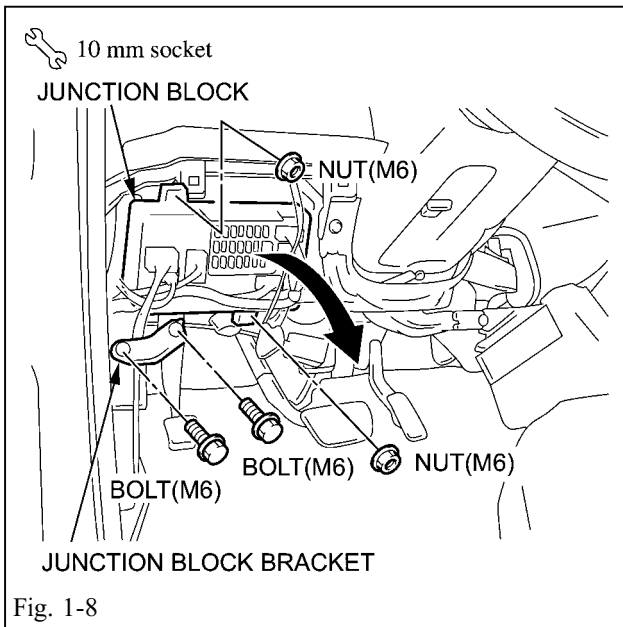 10 mm socket
JUNCTION BLOCK
NUT(M6)
BOLT(M6)
NUT(M6)
BOLT(M6)
JUNCTION BLOCK BRACKET
Fig. 1-8